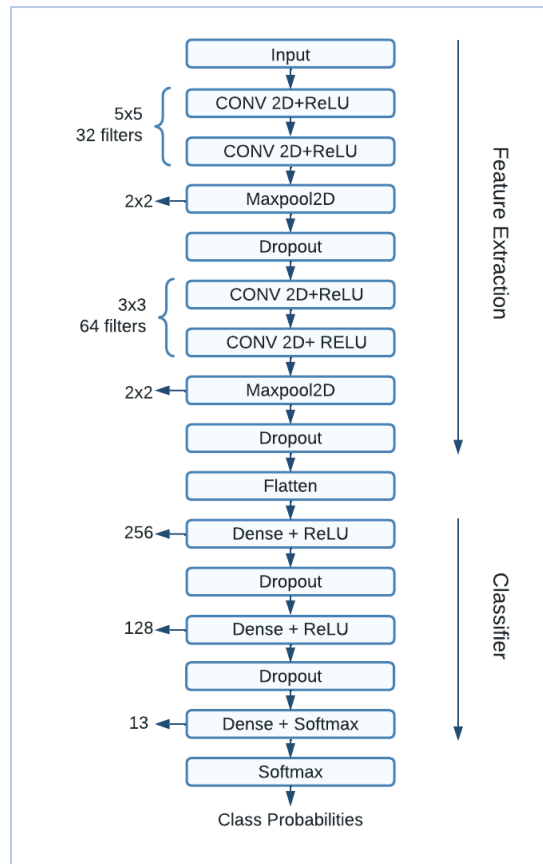 Input
5x5
32 filters
CONV 2D+ReLU
CONV 2D+ReLU
2x2
Maxpool2D
Dropout
3x3
64 filters
CONV 2D+ReLU
CONV 2D+ RELU
2x2
Maxpool2D
Dropout
Feature Extraction
Flatten
256
Dense + ReLU
Dropout
128
Dense + ReLU
Dropout
13
Dense + Softmax
Classifier
Softmax
Class Probabilities